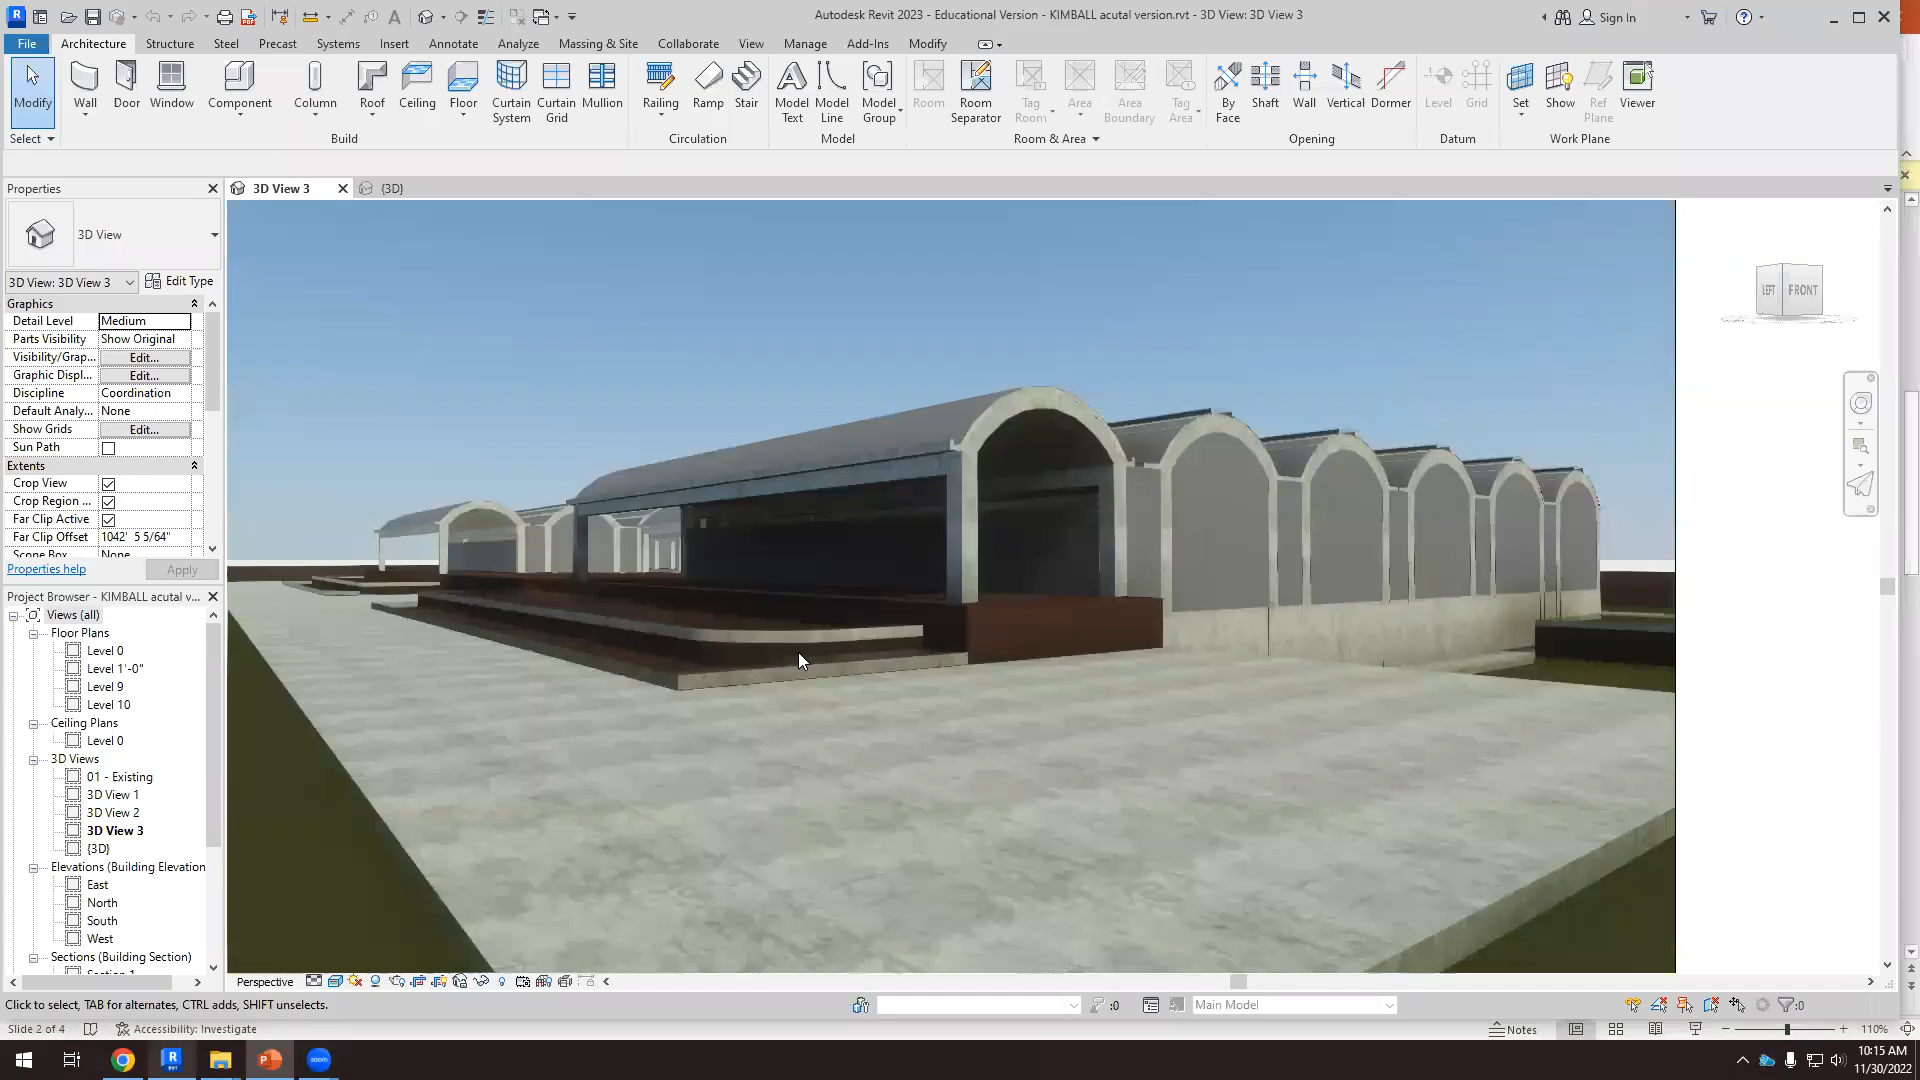 Autodesk Revit 2023 - Educational Version - KIMBALL acutal version.rvt - 3D View: 3D View 3
Sign In
File Architecture Structure Steel Precast Systems Insert Annotate Analyze Massing & Site Collaborate View Manage Add-Ins Modify
Modify Wall Door Window Component Column Roof Ceiling Floor Curtain System Curtain Grid Mullion Railing Ramp Stair Model Text Model Line Model Group Room Room Separator Tag Room Area Area Boundary Tag Area By Face Shaft Wall Vertical Dormer Level Grid Set Show Ref Plane Viewer
Select Build Circulation Model Room & Area Opening Datum Work Plane
Properties
3D View 3 {3D}
3D View
3D View: 3D View 3 Edit Type
Graphics
Detail Level Medium
Parts Visibility Show Original
Visibility/Grap... Edit...
Graphic Displ... Edit...
Discipline Coordination
Default Analy... None
Show Grids Edit...
Sun Path
Extents
Crop View
Crop Region ...
Far Clip Active
Far Clip Offset 1042' 5 5/64"
Scope Box None
Properties help Apply
LEFT FRONT
Project Browser - KIMBALL acutal v...
Views (all)
Floor Plans
Level 0
Level 1'-0"
Level 9
Level 10
Ceiling Plans
Level 0
3D Views
01 - Existing
3D View 1
3D View 2
3D View 3
{3D}
Elevations (Building Elevation
East
North
South
West
Sections (Building Section)
Section 1
Perspective
Click to select, TAB for alternates, CTRL adds, SHIFT unselects.
:0
Main Model
:0
Slide 2 of 4 Accessibility: Investigate Notes 110%
10:15 AM
11/30/2022